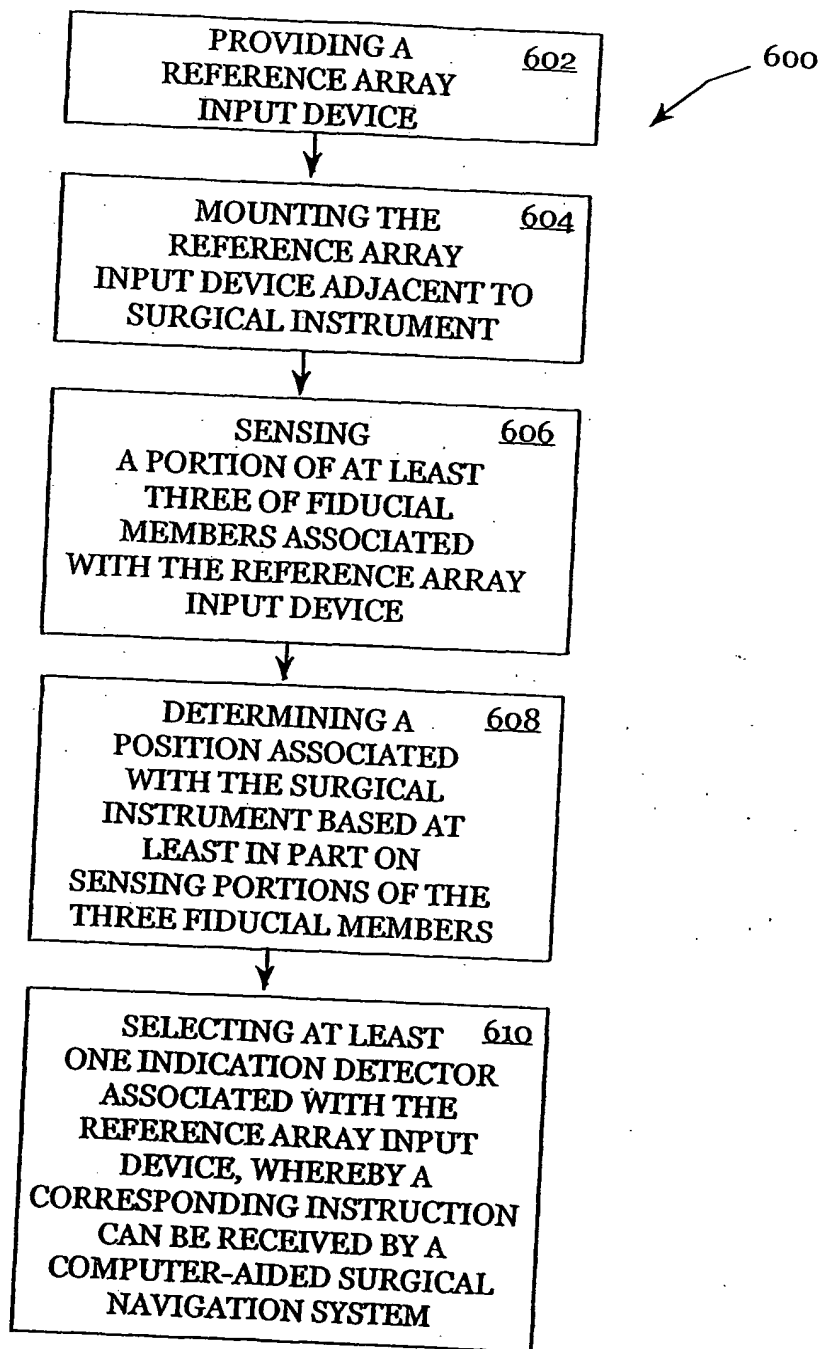 PROVIDING A 602
REFERENCE ARRAY
INPUT DEVICE
600
MOUNTING THE 604
REFERENCE ARRAY
INPUT DEVICE ADJACENT TO
SURGICAL INSTRUMENT
SENSING 606
A PORTION OF AT LEAST
THREE OF FIDUCIAL
MEMBERS ASSOCIATED
WITH THE REFERENCE ARRAY
INPUT DEVICE
DETERMINING A 608
POSITION ASSOCIATED
WITH THE SURGICAL
INSTRUMENT BASED AT
LEAST IN PART ON
SENSING PORTIONS OF THE
THREE FIDUCIAL MEMBERS
SELECTING AT LEAST 610
ONE INDICATION DETECTOR
ASSOCIATED WITH THE
REFERENCE ARRAY INPUT
DEVICE, WHEREBY A
CORRESPONDING INSTRUCTION
CAN BE RECEIVED BY A
COMPUTER-AIDED SURGICAL
NAVIGATION SYSTEM